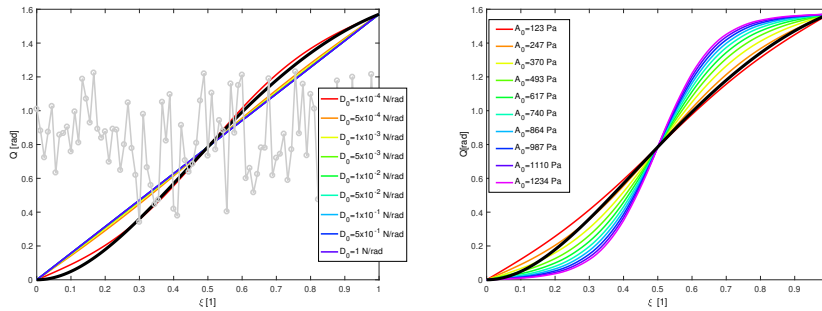 1.6
1.4
1.2
1
0.8
0.6
0.4
0.2
0
Q [rad]
0 0.1 0.2 0.3 0.4 0.5 0.6 0.7 0.8 0.9 1
ξ [1]
D₀=1x10⁻⁴ N/rad
D₀=5x10⁻⁴ N/rad
D₀=1x10⁻³ N/rad
D₀=5x10⁻³ N/rad
D₀=1x10⁻² N/rad
D₀=5x10⁻² N/rad
D₀=1x10⁻¹ N/rad
D₀=5x10⁻¹ N/rad
D₀=1 N/rad
1.6
1.4
1.2
1
0.8
0.6
0.4
0.2
0
Q[rad]
0 0.1 0.2 0.3 0.4 0.5 0.6 0.7 0.8 0.9
ξ [1]
A₀=123 Pa
A₀=247 Pa
A₀=370 Pa
A₀=493 Pa
A₀=617 Pa
A₀=740 Pa
A₀=864 Pa
A₀=987 Pa
A₀=1110 Pa
A₀=1234 Pa